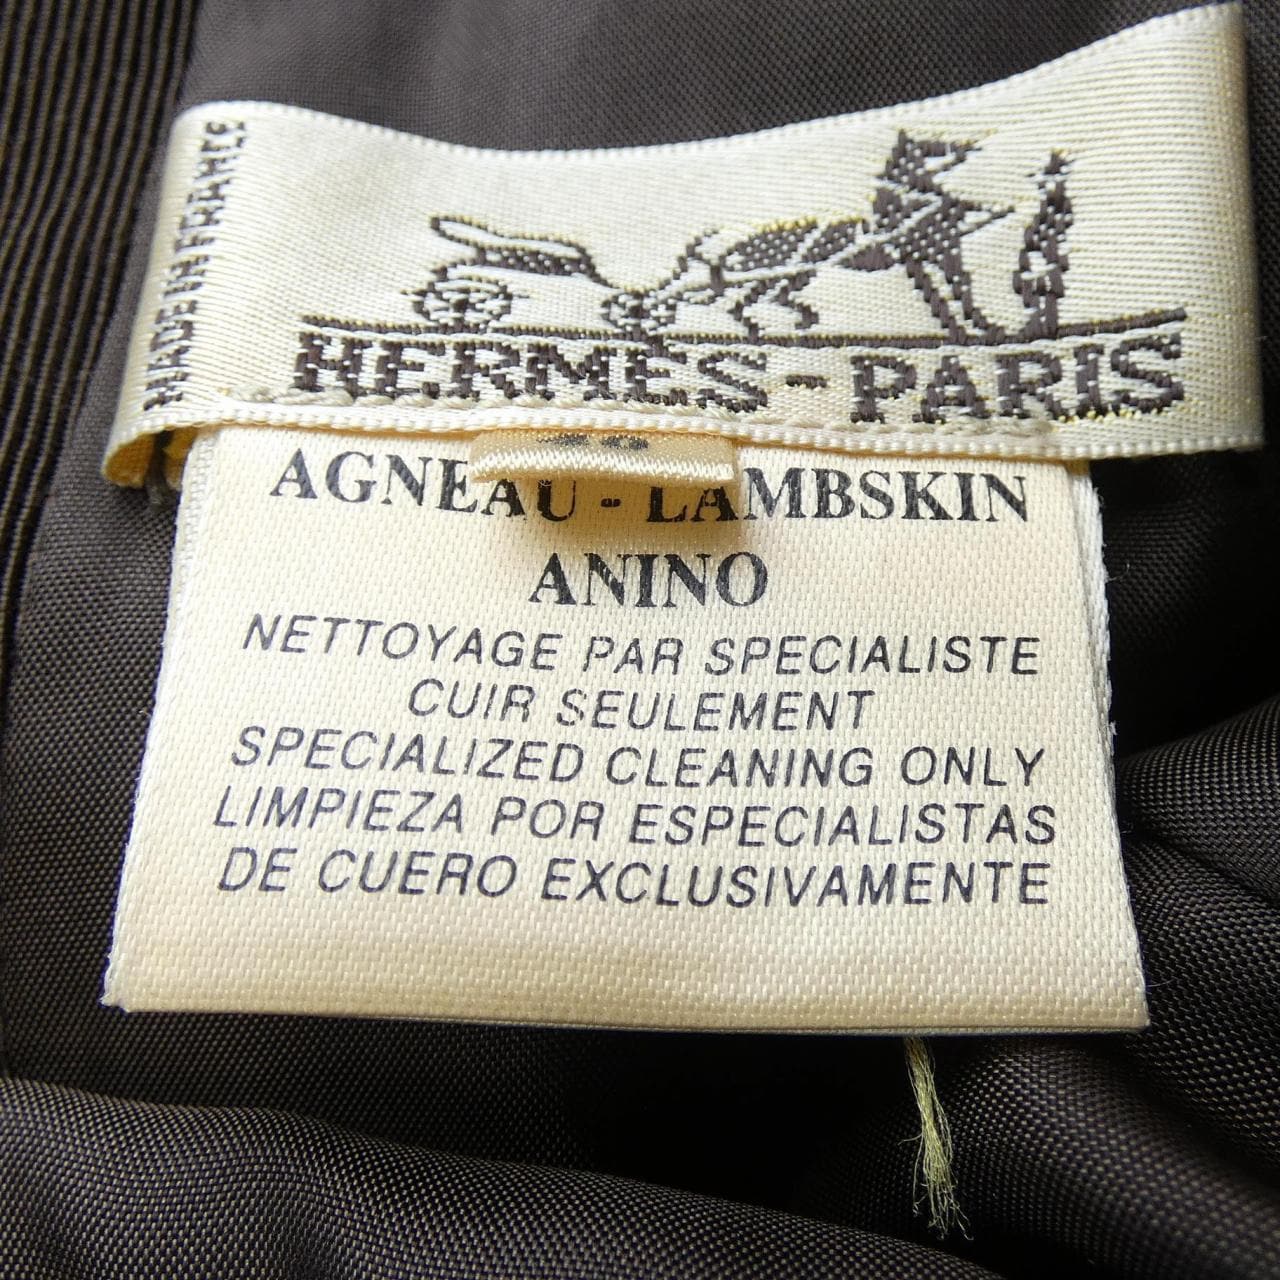 MADE IN FRANCE
HERMES-PARIS
AGNEAU - LAMBSKIN
ANINO
NETTOYAGE PAR SPECIALISTE
CUIR SEULEMENT
SPECIALIZED CLEANING ONLY
LIMPIEZA POR ESPECIALISTAS
DE CUERO EXCLUSIVAMENTE